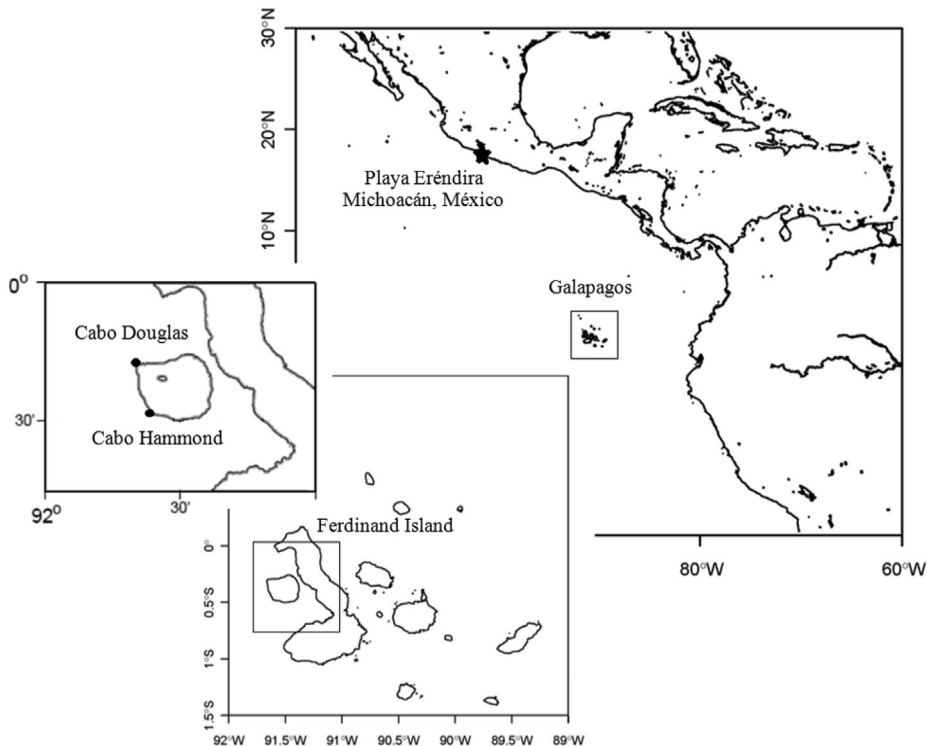 30°N
20°N
10°N
Playa Eréndira
Michoacán, México
Galapagos
80°W
60°W
0°
Cabo Douglas
30'
Cabo Hammond
92°
30'
Ferdinand Island
0°
0.5°S
1°S
1.5°S
92°W
91.5°W
91°W
90.5°W
90°W
89.5°W
89°W